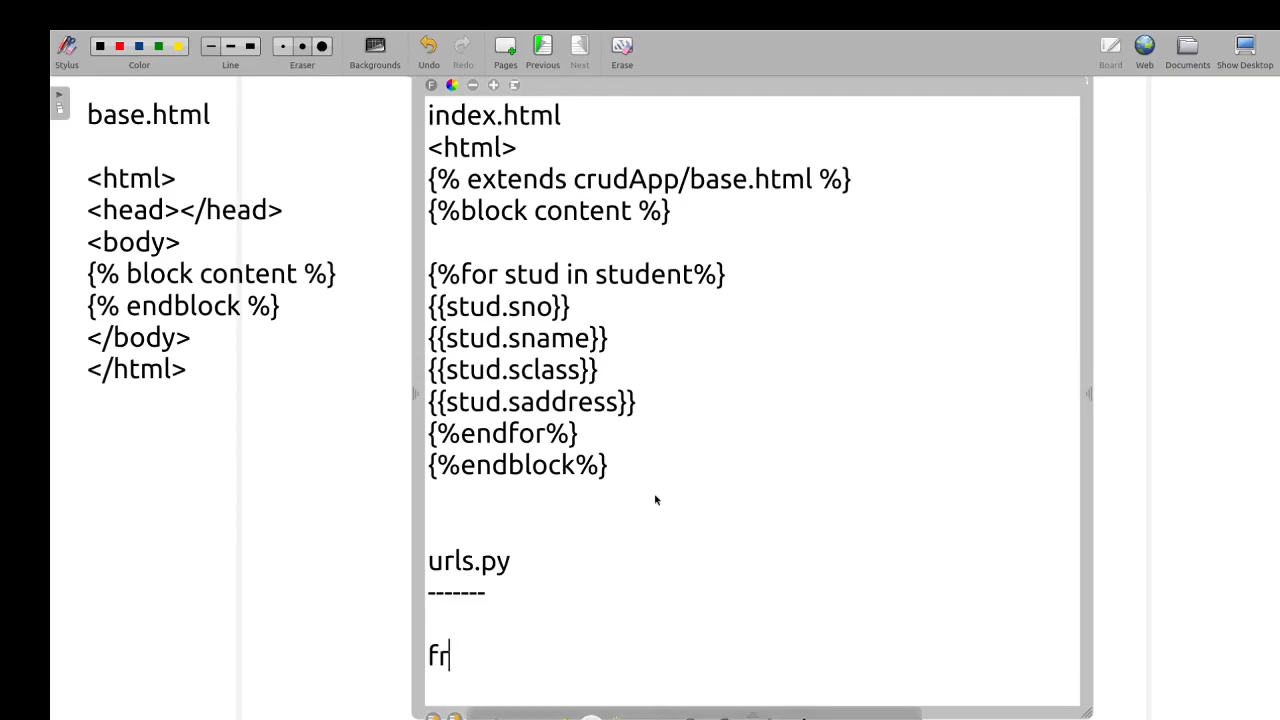 Stylus
Color
Line
Eraser
Backgrounds
Undo
Redo
Pages
Previous
Next
Erase
Board
Web
Documents
Show Desktop
base.html
<html>
<head></head>
<body>
{% block content %}
{% endblock %}
</body>
</html>
F
index.html
<html>
{% extends crudApp/base.html %}
{%block content %}
{%for stud in student%}
{{stud.sno}}
{{stud.sname}}
{{stud.sclass}}
{{stud.saddress}}
{%endfor%}
{%endblock%}
urls.py
-------
fr